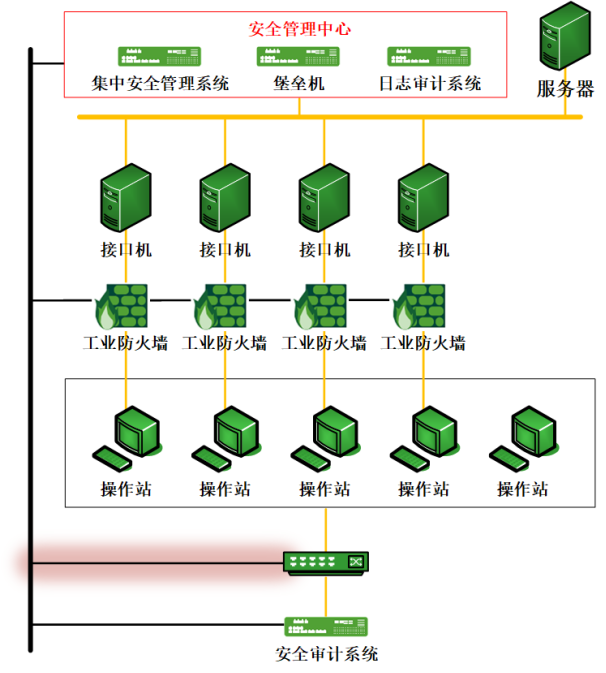 安全管理中心
集中安全管理系统 堡垒机 日志审计系统
服务器
接口机 接口机 接口机 接口机
工业防火墙 工业防火墙 工业防火墙 工业防火墙
操作站 操作站 操作站 操作站 操作站
安全审计系统